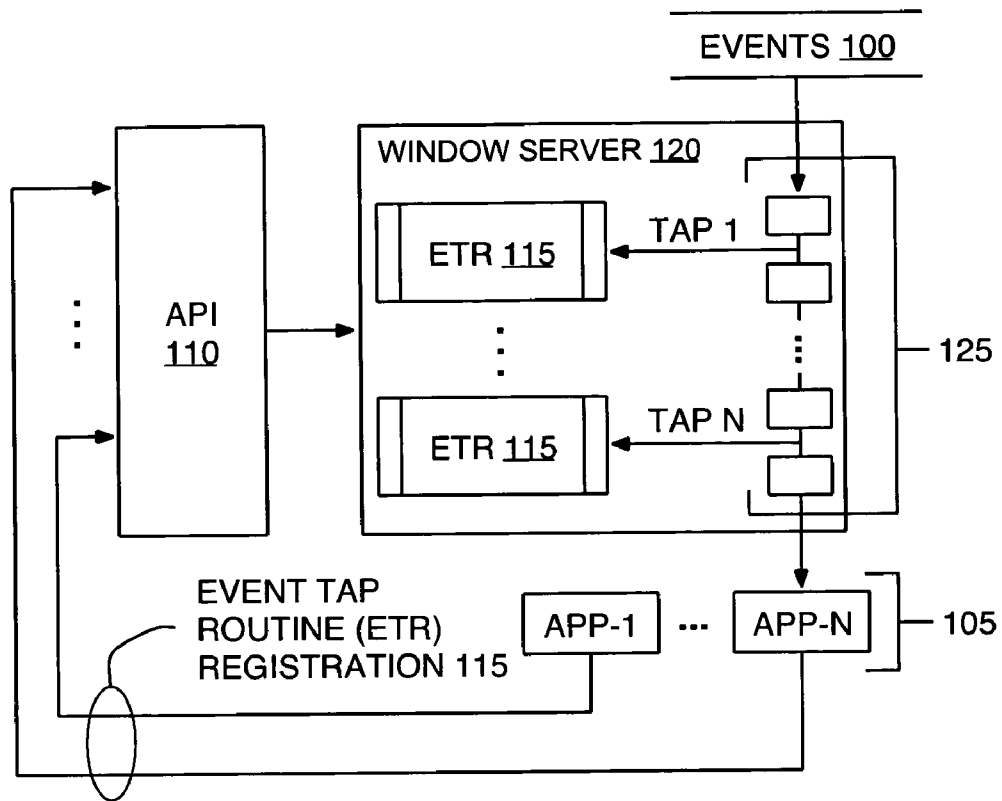 EVENTS 100
WINDOW SERVER 120
API
110
ETR 115
TAP 1
ETR 115
TAP N
125
EVENT TAP
ROUTINE (ETR)
REGISTRATION 115
APP-1
...
APP-N
105